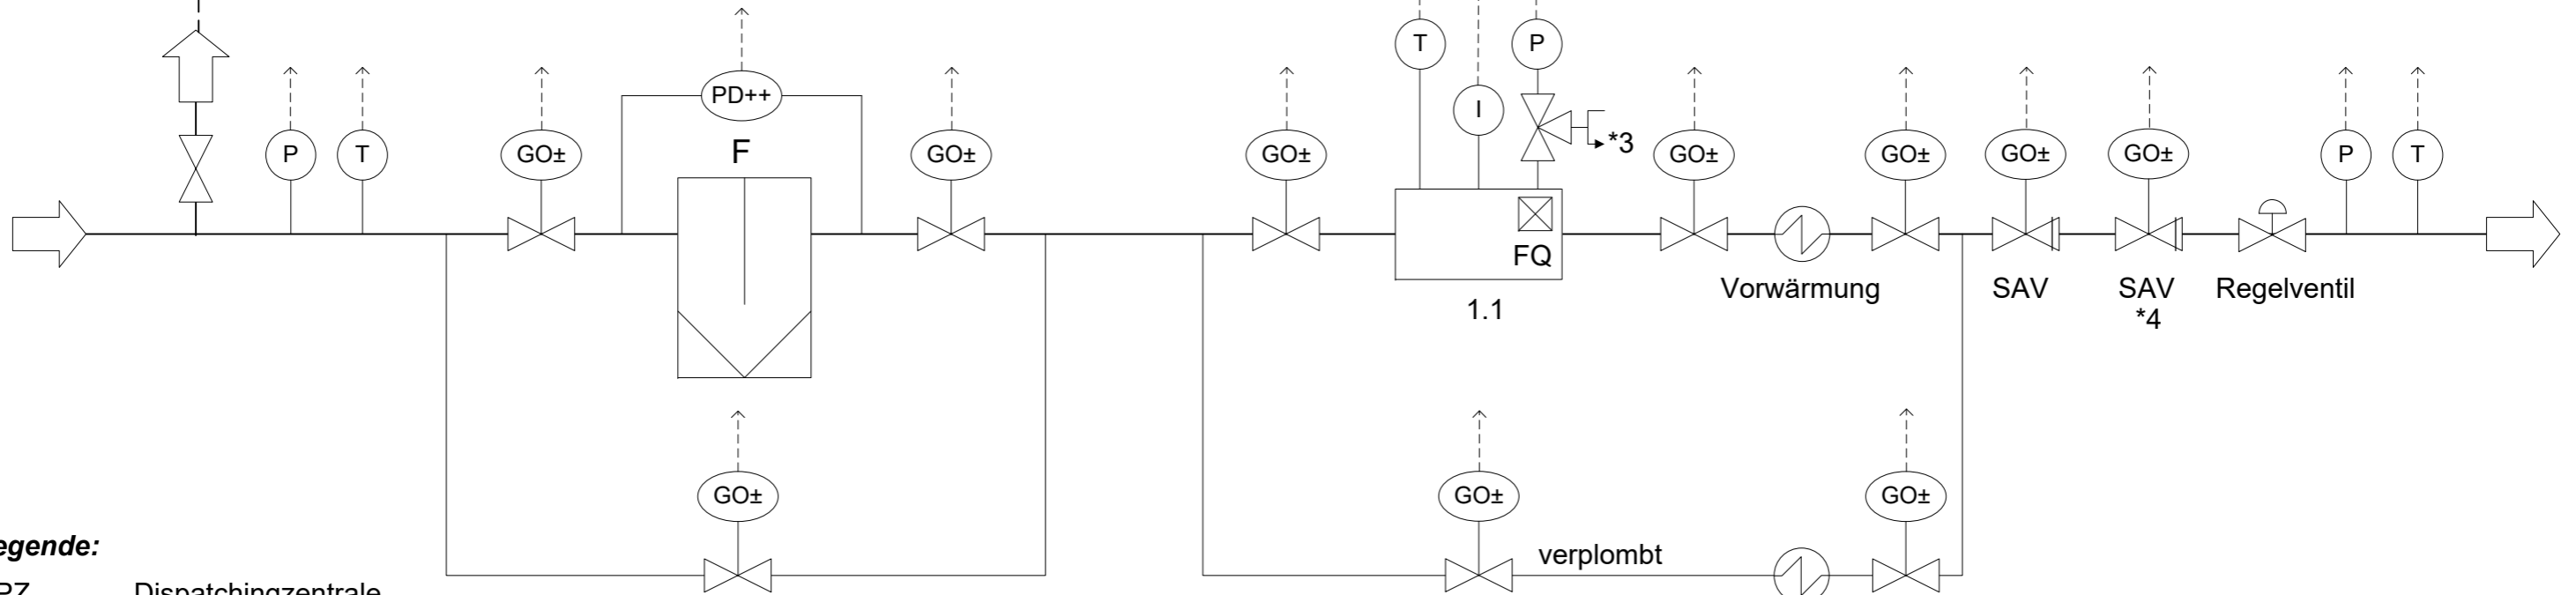 T
P
PD++
I
F
*3
P
T
GO±
GO±
GO±
GO±
GO±
GO±
GO±
P
T
FQ
Vorwärmung
SAV
SAV
*4
Regelventil
1.1
GO±
GO±
GO±
egende:
verplombt
PZ
Dispatchingzentrale